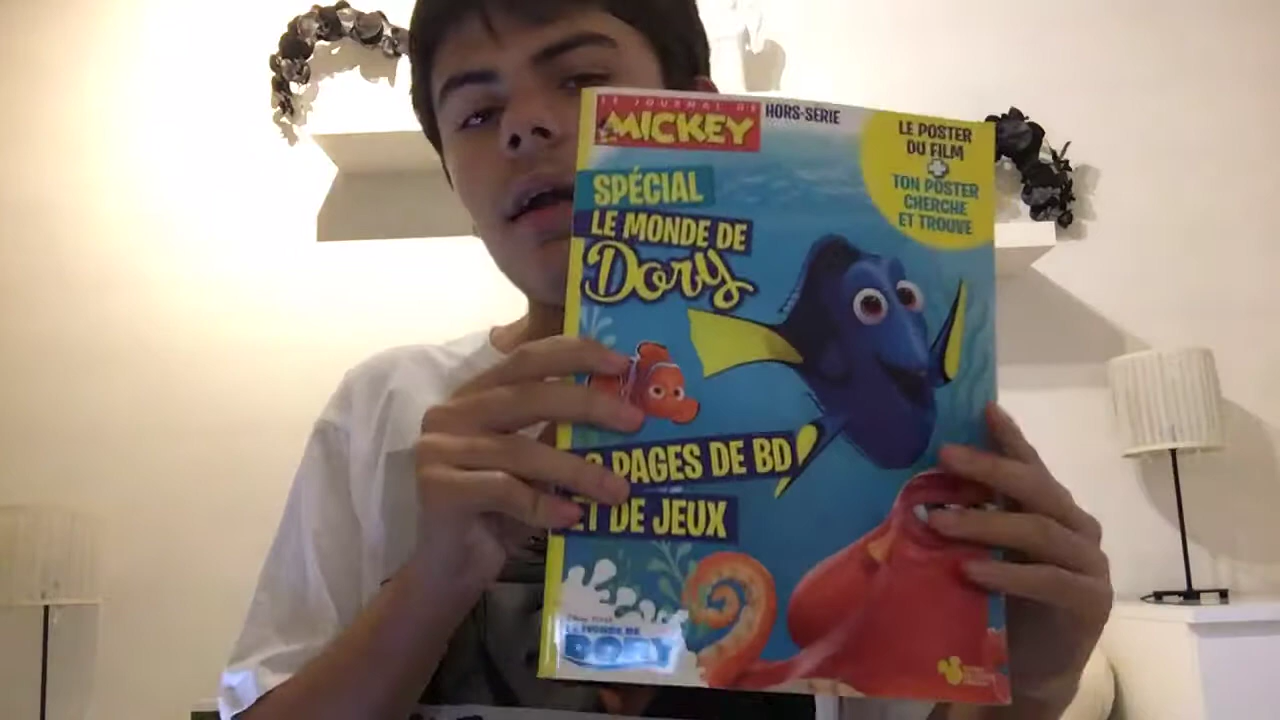 LE JOURNAL DE
MICKEY
HORS-SÉRIE
LE POSTER
DU FILM
+
TON POSTER
CHERCHE
ET TROUVE
SPÉCIAL
LE MONDE DE
Dory
PAGES DE BD
ET DE JEUX
LE MONDE DE
DORY